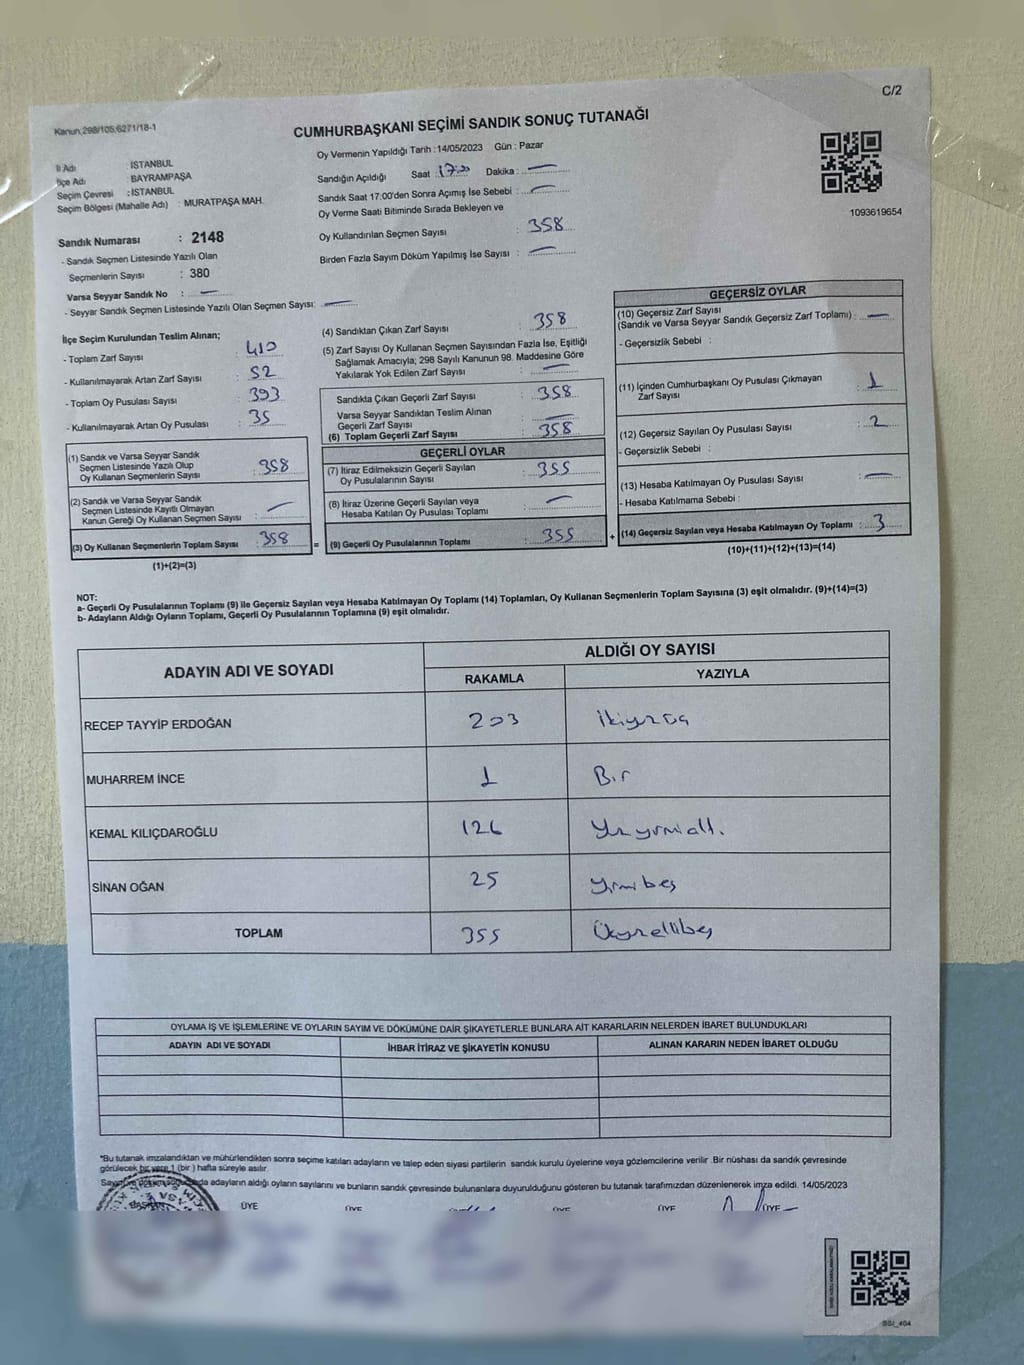 C/2
Kanun;298/105;6271/18-1
CUMHURBAŞKANI SEÇİMİ SANDIK SONUÇ TUTANAĞI
İl Adı : İSTANBUL
İlçe Adı : BAYRAMPAŞA
Seçim Çevresi : İSTANBUL
Seçim Bölgesi (Mahalle Adı) : MURATPAŞA MAH.
Sandık Numarası : 2148
- Sandık Seçmen Listesinde Yazılı Olan
Seçmenlerin Sayısı : 380
Varsa Seyyar Sandık No : —
- Seyyar Sandık Seçmen Listesinde Yazılı Olan Seçmen Sayısı: —
Oy Vermenin Yapıldığı Tarih :14/05/2023 Gün : Pazar
Sandığın Açıldığı Saat :17:00 Dakika : —
Sandık Saat 17:00'den Sonra Açımış İse Sebebi : —
Oy Verme Saati Bitiminde Sırada Bekleyen ve
Oy Kullandırılan Seçmen Sayısı : 358
Birden Fazla Sayım Döküm Yapılmış İse Sayısı : —
1093619654
İlçe Seçim Kurulundan Teslim Alınan;
- Toplam Zarf Sayısı : 410
- Kullanılmayarak Artan Zarf Sayısı : 52
- Toplam Oy Pusulası Sayısı : 393
- Kullanılmayarak Artan Oy Pusulası : 35
(1) Sandık ve Varsa Seyyar Sandık
Seçmen Listesinde Yazılı Olup
Oy Kullanan Seçmenlerin Sayısı : 358
(2) Sandık ve Varsa Seyyar Sandık
Seçmen Listesinde Kayıtlı Olmayan
Kanun Gereği Oy Kullanan Seçmen Sayısı : —
(3) Oy Kullanan Seçmenlerin Toplam Sayısı : 358
(1)+(2)=(3)
(4) Sandıktan Çıkan Zarf Sayısı : 358
(5) Zarf Sayısı Oy Kullanan Seçmen Sayısından Fazla İse, Eşitliği
Sağlamak Amacıyla; 298 Sayılı Kanunun 98. Maddesine Göre
Yakılarak Yok Edilen Zarf Sayısı : —
Sandıkta Çıkan Geçerli Zarf Sayısı : 358
Varsa Seyyar Sandıktan Teslim Alınan
Geçerli Zarf Sayısı : —
(6) Toplam Geçerli Zarf Sayısı : 358
GEÇERLİ OYLAR
(7) İtiraz Edilmeksizin Geçerli Sayılan
Oy Pusulalarının Sayısı : 355
(8) İtiraz Üzerine Geçerli Sayılan veya
Hesaba Katılan Oy Pusulası Toplamı : —
= (9) Geçerli Oy Pusulalarının Toplamı : 355 +
GEÇERSİZ OYLAR
(10) Geçersiz Zarf Sayısı
(Sandık ve Varsa Seyyar Sandık Geçersiz Zarf Toplamı) : —
- Geçersizlik Sebebi :
(11) İçinden Cumhurbaşkanı Oy Pusulası Çıkmayan
Zarf Sayısı : 1
(12) Geçersiz Sayılan Oy Pusulası Sayısı : 2
- Geçersizlik Sebebi :
(13) Hesaba Katılmayan Oy Pusulası Sayısı : —
- Hesaba Katılmama Sebebi :
(14) Geçersiz Sayılan veya Hesaba Katılmayan Oy Toplamı : 3
(10)+(11)+(12)+(13)=(14)
NOT:
a- Geçerli Oy Pusulalarının Toplamı (9) ile Geçersiz Sayılan veya Hesaba Katılmayan Oy Toplamı (14) Toplamları, Oy Kullanan Seçmenlerin Toplam Sayısına (3) eşit olmalıdır. (9)+(14)=(3)
b- Adayların Aldığı Oyların Toplamı, Geçerli Oy Pusulalarının Toplamına (9) eşit olmalıdır.
ADAYIN ADI VE SOYADI ALDIĞI OY SAYISI
RAKAMLA YAZIYLA
RECEP TAYYİP ERDOĞAN 203
MUHARREM İNCE 1 Bir
KEMAL KILIÇDAROĞLU 126
SİNAN OĞAN 25
TOPLAM 355
OYLAMA İŞ VE İŞLEMLERİNE VE OYLARIN SAYIM VE DÖKÜMÜNE DAİR ŞİKAYETLERLE BUNLARA AİT KARARLARIN NELERDEN İBARET BULUNDUKLARI
ADAYIN ADI VE SOYADI İHBAR İTİRAZ VE ŞİKAYETİN KONUSU ALINAN KARARIN NEDEN İBARET OLDUĞU
*Bu tutanak imzalandıktan ve mühürlendikten sonra seçime katılan adayların ve talep eden siyasi partilerin sandık kurulu üyelerine veya gözlemcilerine verilir .Bir nüshası da sandık çevresinde
görülecek bir yere 1 (bir ) hafta süreyle asılır.
adayların aldığı oyların sayılarını ve bunların sandık çevresinde bulunanlara duyurulduğunu gösteren bu tutanak tarafımızdan düzenlenerek imza edildi. 14/05/2023
ÜYE ÜYE ÜYE ÜYE ÜYE